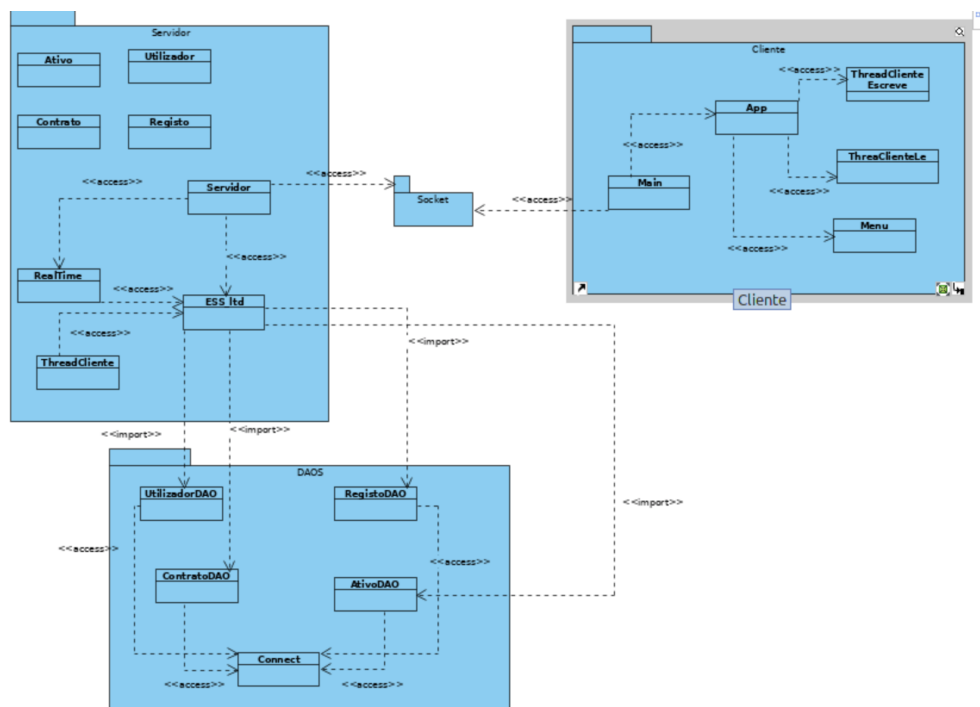 Servidor
Ativo
Utilizador
Contrato
Registo
<<access>>
Servidor
<<access>>
<<access>>
RealTime
<<access>>
ESS ltd
<<access>>
ThreadCliente
Socket
<<access>>
Cliente
<<access>>
ThreadCliente
Escreve
App
<<access>>
ThreaClienteLe
Main
<<access>>
Menu
<<access>>
Cliente
<<import>>
<<import>>
<<import>>
<<import>>
DAOS
UtilizadorDAO
RegistoDAO
<<access>>
<<access>>
ContratoDAO
AtivoDAO
Connect
<<access>>
<<access>>